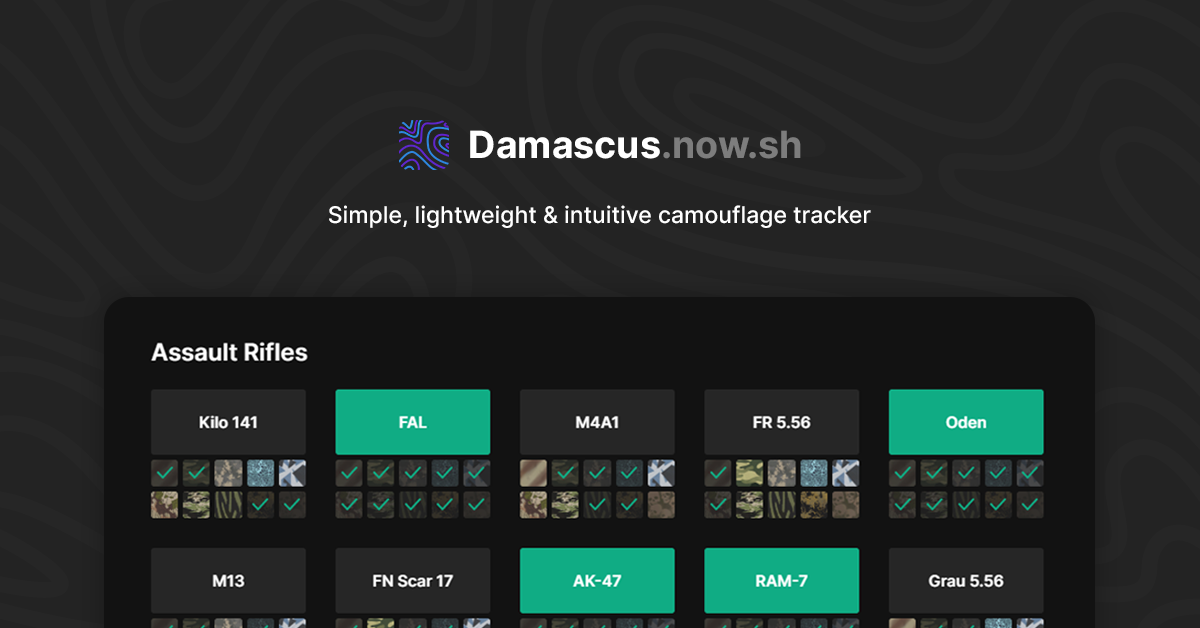 Damascus.now.sh
Simple, lightweight & intuitive camouflage tracker
Assault Rifles
Kilo 141 FAL M4A1 FR 5.56 Oden
M13 FN Scar 17 AK-47 RAM-7 Grau 5.56